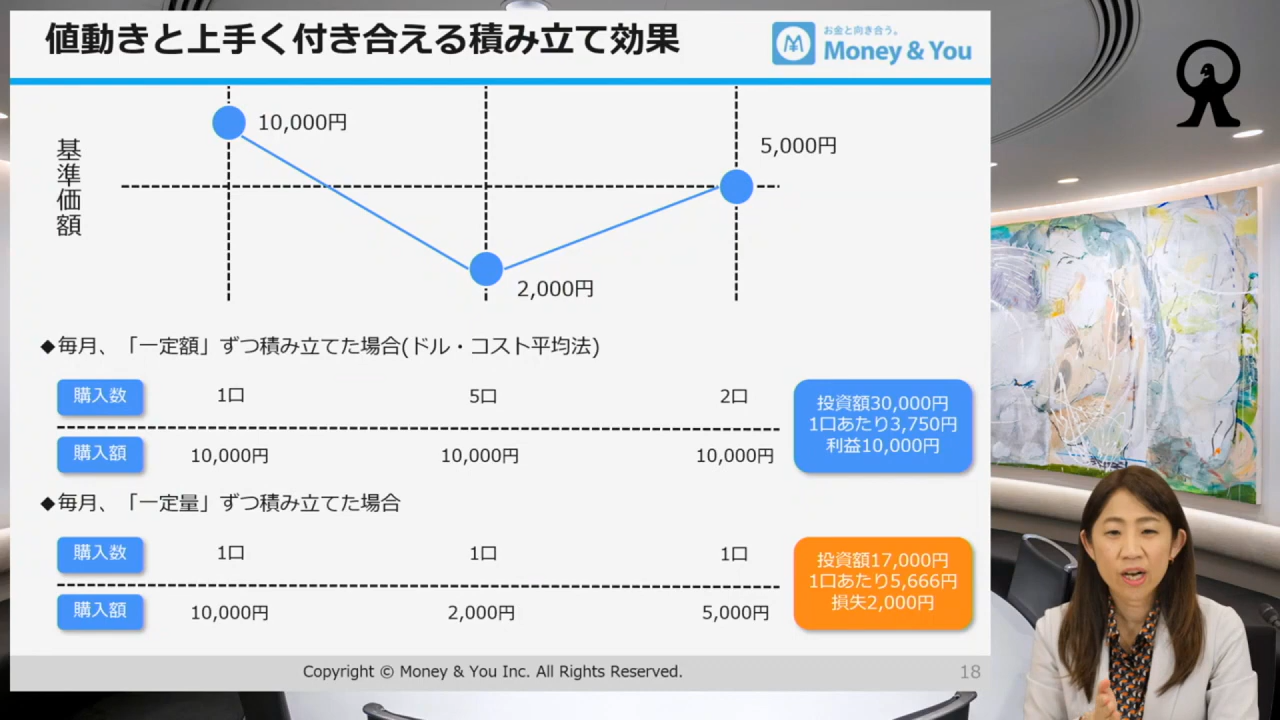 値動きと上手く付き合える積み立て効果
お金と向き合う。
Money & You
基準価額
10,000円
5,000円
2,000円
◆毎月、「一定額」ずつ積み立てた場合(ドル・コスト平均法)
購入数 1口 5口 2口
購入額 10,000円 10,000円 10,000円
投資額30,000円
1口あたり3,750円
利益10,000円
◆毎月、「一定量」ずつ積み立てた場合
購入数 1口 1口 1口
購入額 10,000円 2,000円 5,000円
投資額17,000円
1口あたり5,666円
損失2,000円
Copyright © Money & You Inc. All Rights Reserved.
18